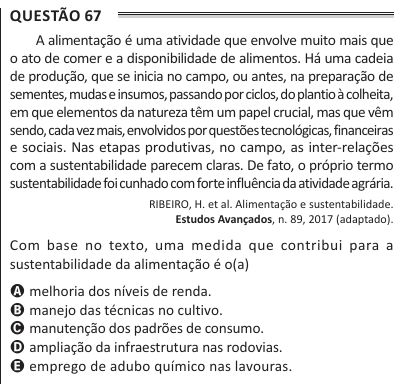 QUESTÃO 67
A alimentação é uma atividade que envolve muito mais que
o ato de comer e a disponibilidade de alimentos. Há uma cadeia
de produção, que se inicia no campo, ou antes, na preparação de
sementes, mudas e insumos, passando por ciclos, do plantio à colheita,
em que elementos da natureza têm um papel crucial, mas que vêm
sendo, cada vez mais, envolvidos por questões tecnológicas, financeiras
e sociais. Nas etapas produtivas, no campo, as inter-relações
com a sustentabilidade parecem claras. De fato, o próprio termo
sustentabilidade foi cunhado com forte influência da atividade agrária.
RIBEIRO, H. et al. Alimentação e sustentabilidade.
Estudos Avançados, n. 89, 2017 (adaptado).
Com base no texto, uma medida que contribui para a
sustentabilidade da alimentação é o(a)
A melhoria dos níveis de renda.
B manejo das técnicas no cultivo.
C manutenção dos padrões de consumo.
D ampliação da infraestrutura nas rodovias.
E emprego de adubo químico nas lavouras.